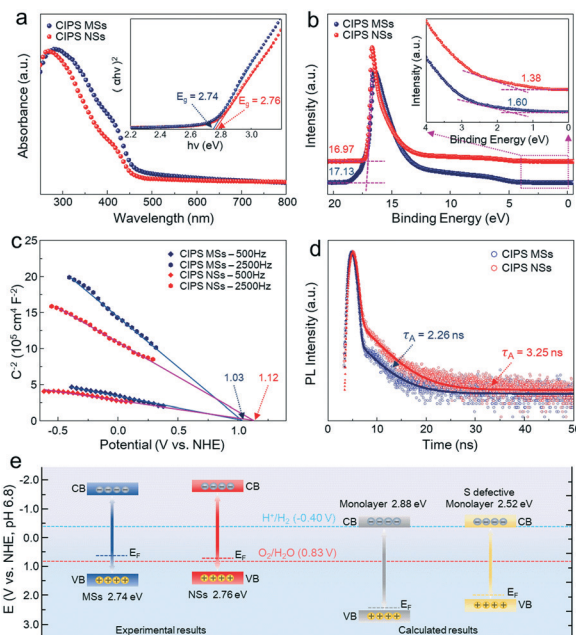 a
CIPS MSs
CIPS NSs
Absorbance (a.u.)
(αhν)²
Eg = 2.74
Eg = 2.76
2.2 2.4 2.6 2.8 3.0
hν (eV)
300 400 500 600 700 800
Wavelength (nm)
b
CIPS MSs
CIPS NSs
Intensity (a.u.)
Intensity (a.u.)
1.38
1.60
4 3 2 1 0
Binding Energy (eV)
16.97
17.13
20 15 10 5 0
Binding Energy (eV)
c
CIPS MSs – 500Hz
CIPS MSs – 2500Hz
CIPS NSs – 500Hz
CIPS NSs – 2500Hz
C⁻² (10⁵ cm⁴ F⁻²)
25
20
15
10
5
0
1.03
1.12
-0.5 0.0 0.5 1.0
Potential (V vs. NHE)
d
CIPS MSs
CIPS NSs
PL Intensity (a.u.)
τA = 2.26 ns
τA = 3.25 ns
0 10 20 30 40 50
Time (ns)
e
E (V vs. NHE, pH 6.8)
-2.0
-1.0
0.0
1.0
2.0
3.0
CB
CB
Monolayer 2.88 eV
S defective
Monolayer 2.52 eV
H⁺/H₂ (-0.40 V)
CB
CB
EF
EF
O₂/H₂O (0.83 V)
VB
VB
MSs 2.74 eV
NSs 2.76 eV
EF
EF
VB
VB
Experimental results
Calculated results